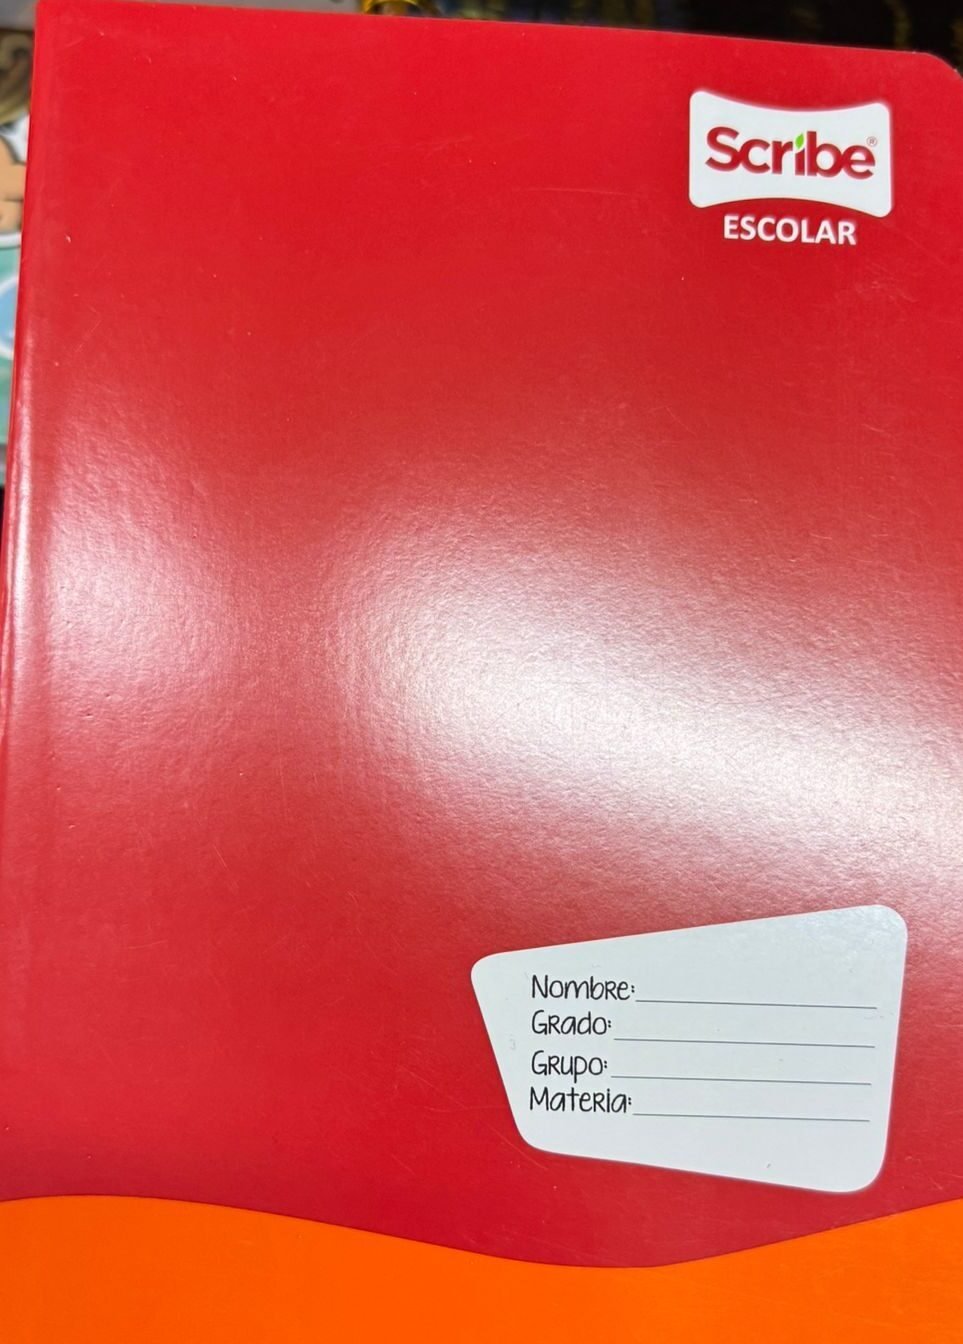 Scribe®
ESCOLAR
Nombre:
Grado:
Grupo:
Materia: